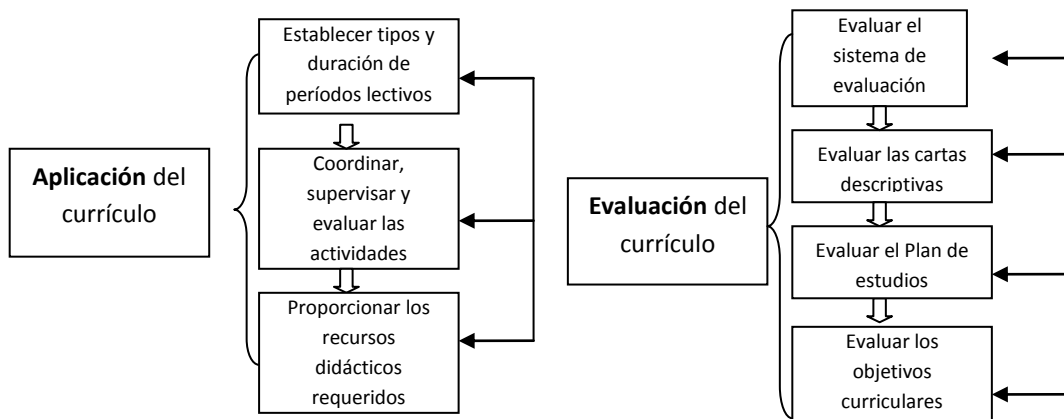 Aplicación del
currículo
Establecer tipos y
duración de
períodos lectivos
Coordinar,
supervisar y
evaluar las
actividades
Proporcionar los
recursos
didácticos
requeridos
Evaluación del
currículo
Evaluar el
sistema de
evaluación
Evaluar las cartas
descriptivas
Evaluar el Plan de
estudios
Evaluar los
objetivos
curriculares